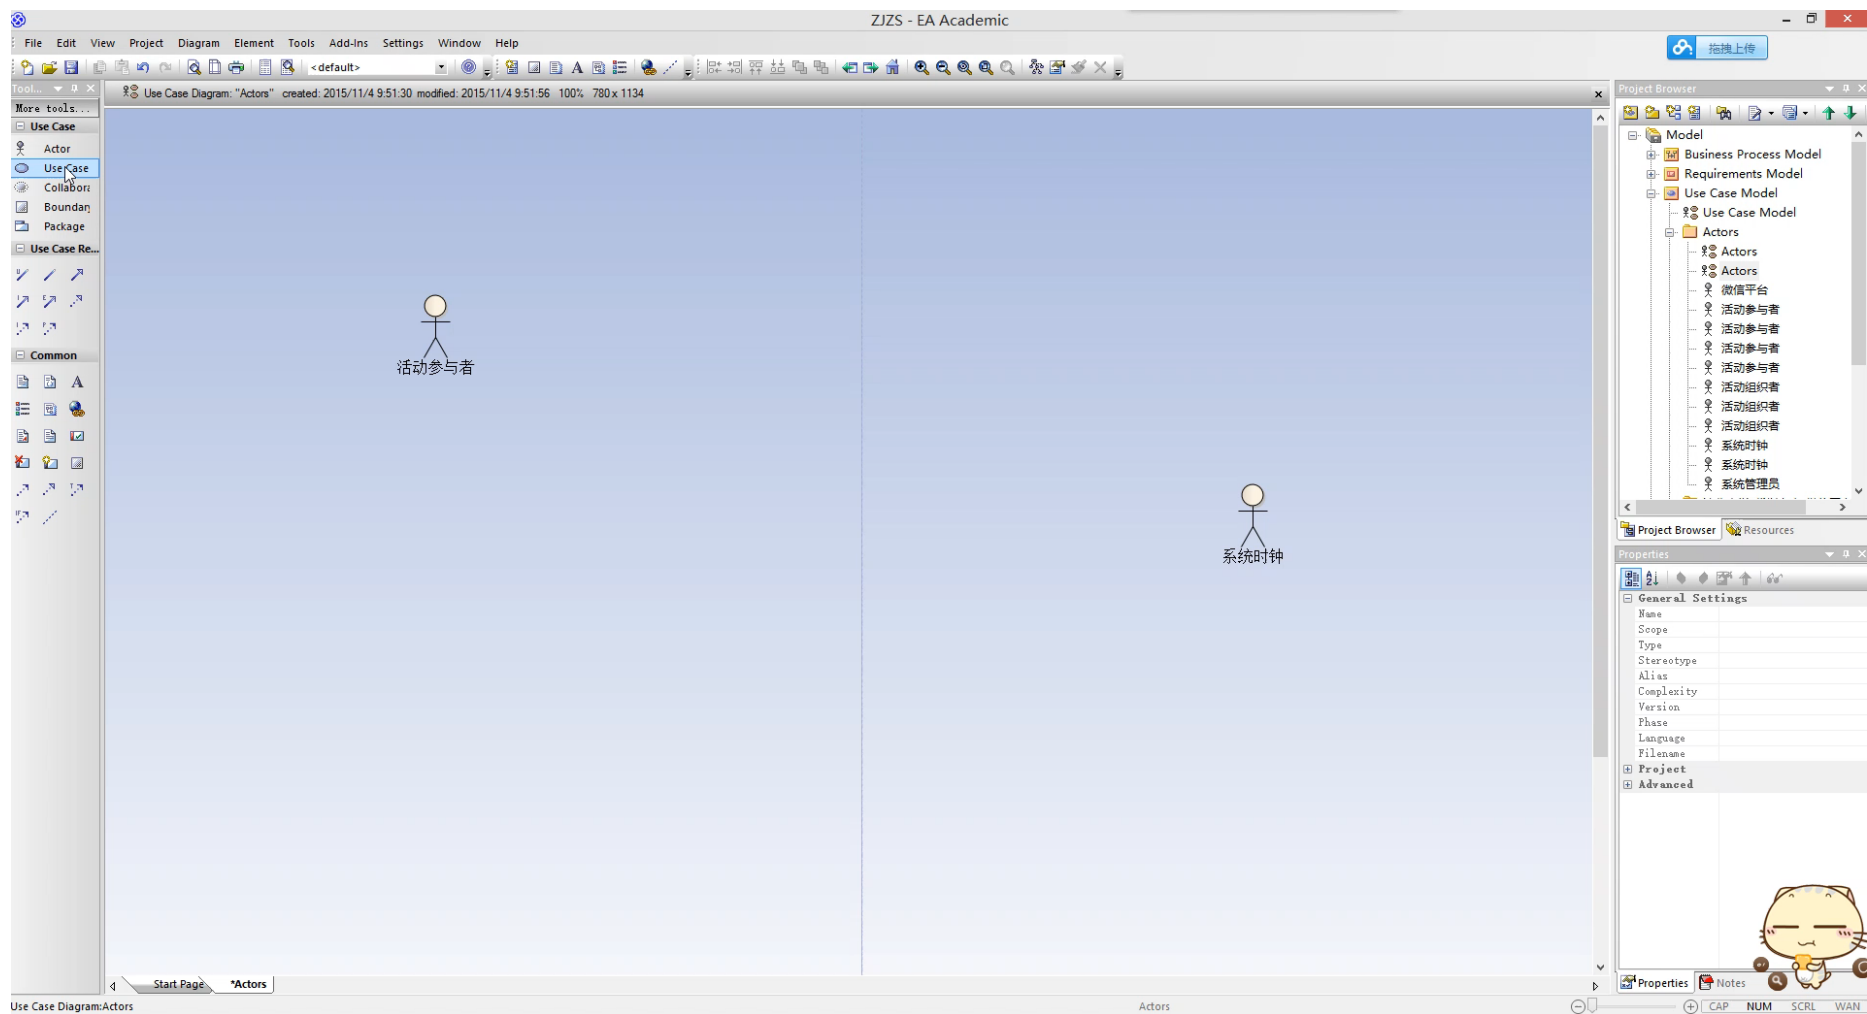 ZJZS - EA Academic
File Edit View Project Diagram Element Tools Add-Ins Settings Window Help
拖拽上传
<default>
Tool...
Use Case Diagram: "Actors" created: 2015/11/4 9:51:30 modified: 2015/11/4 9:51:56 100% 780 x 1134
Project Browser
More tools...
Use Case
Actor
Use Case
Collabora
Boundary
Package
Use Case Re...
Common
活动参与者
系统时钟
Model
Business Process Model
Requirements Model
Use Case Model
Use Case Model
Actors
Actors
Actors
微信平台
活动参与者
活动参与者
活动参与者
活动参与者
活动组织者
活动组织者
活动组织者
系统时钟
系统时钟
系统管理员
Project Browser Resources
Properties
General Settings
Name
Scope
Type
Stereotype
Alias
Complexity
Version
Phase
Language
Filename
Project
Advanced
Properties Notes
Start Page *Actors
Use Case Diagram:Actors Actors CAP NUM SCRL WAN